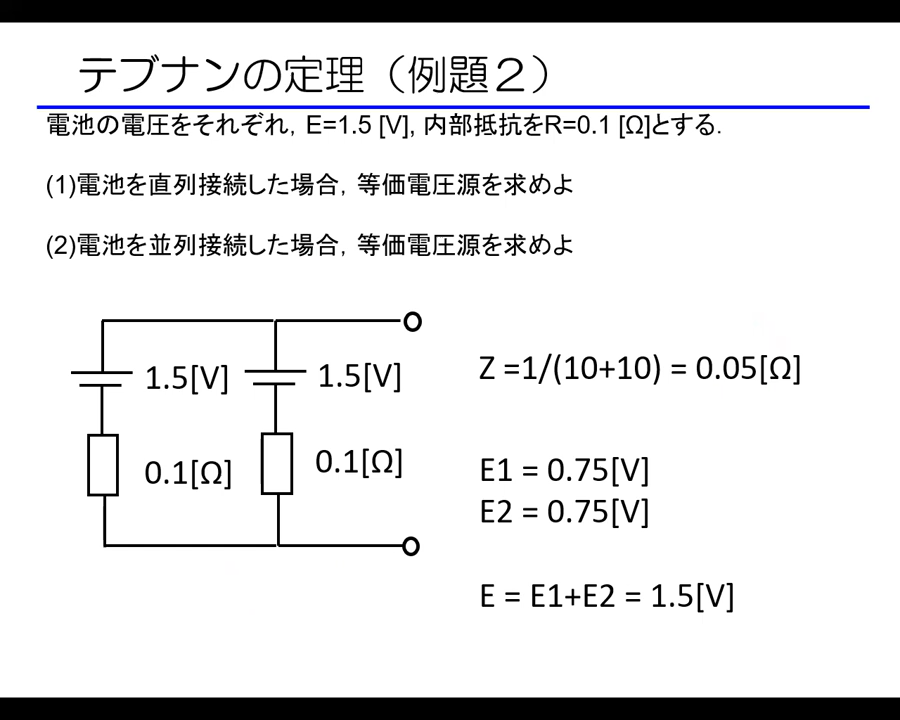 テブナンの定理（例題２）
電池の電圧をそれぞれ, E=1.5 [V], 内部抵抗をR=0.1 [Ω]とする.
(1)電池を直列接続した場合, 等価電圧源を求めよ
(2)電池を並列接続した場合, 等価電圧源を求めよ
1.5[V]
1.5[V]
0.1[Ω]
0.1[Ω]
Z =1/(10+10) = 0.05[Ω]
E1 = 0.75[V]
E2 = 0.75[V]
E = E1+E2 = 1.5[V]